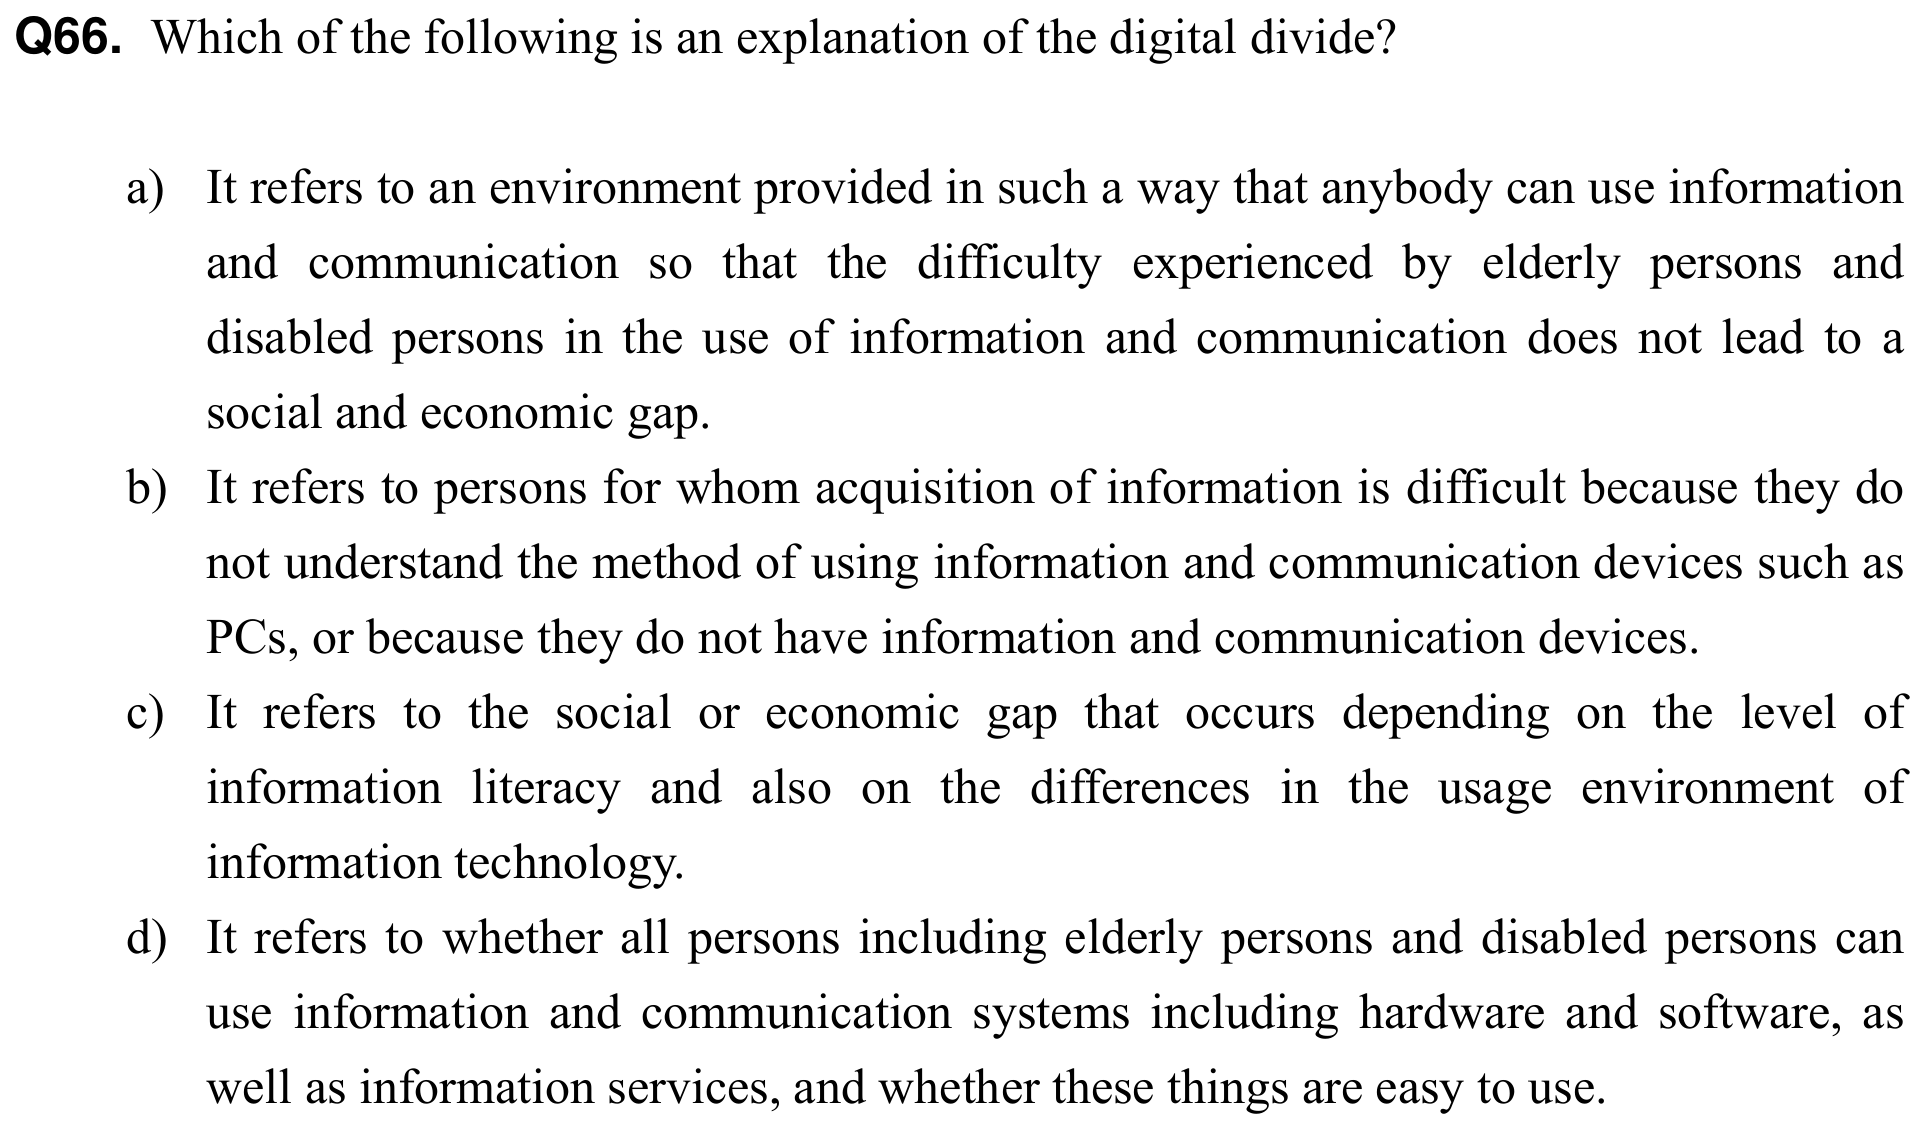 Q66. Which of the following is an explanation of the digital divide?
a) It refers to an environment provided in such a way that anybody can use information
and communication so that the difficulty experienced by elderly persons and
disabled persons in the use of information and communication does not lead to a
social and economic gap.
b) It refers to persons for whom acquisition of information is difficult because they do
not understand the method of using information and communication devices such as
PCs, or because they do not have information and communication devices.
c) It refers to the social or economic gap that occurs depending on the level of
information literacy and also on the differences in the usage environment of
information technology.
d) It refers to whether all persons including elderly persons and disabled persons can
use information and communication systems including hardware and software, as
well as information services, and whether these things are easy to use.